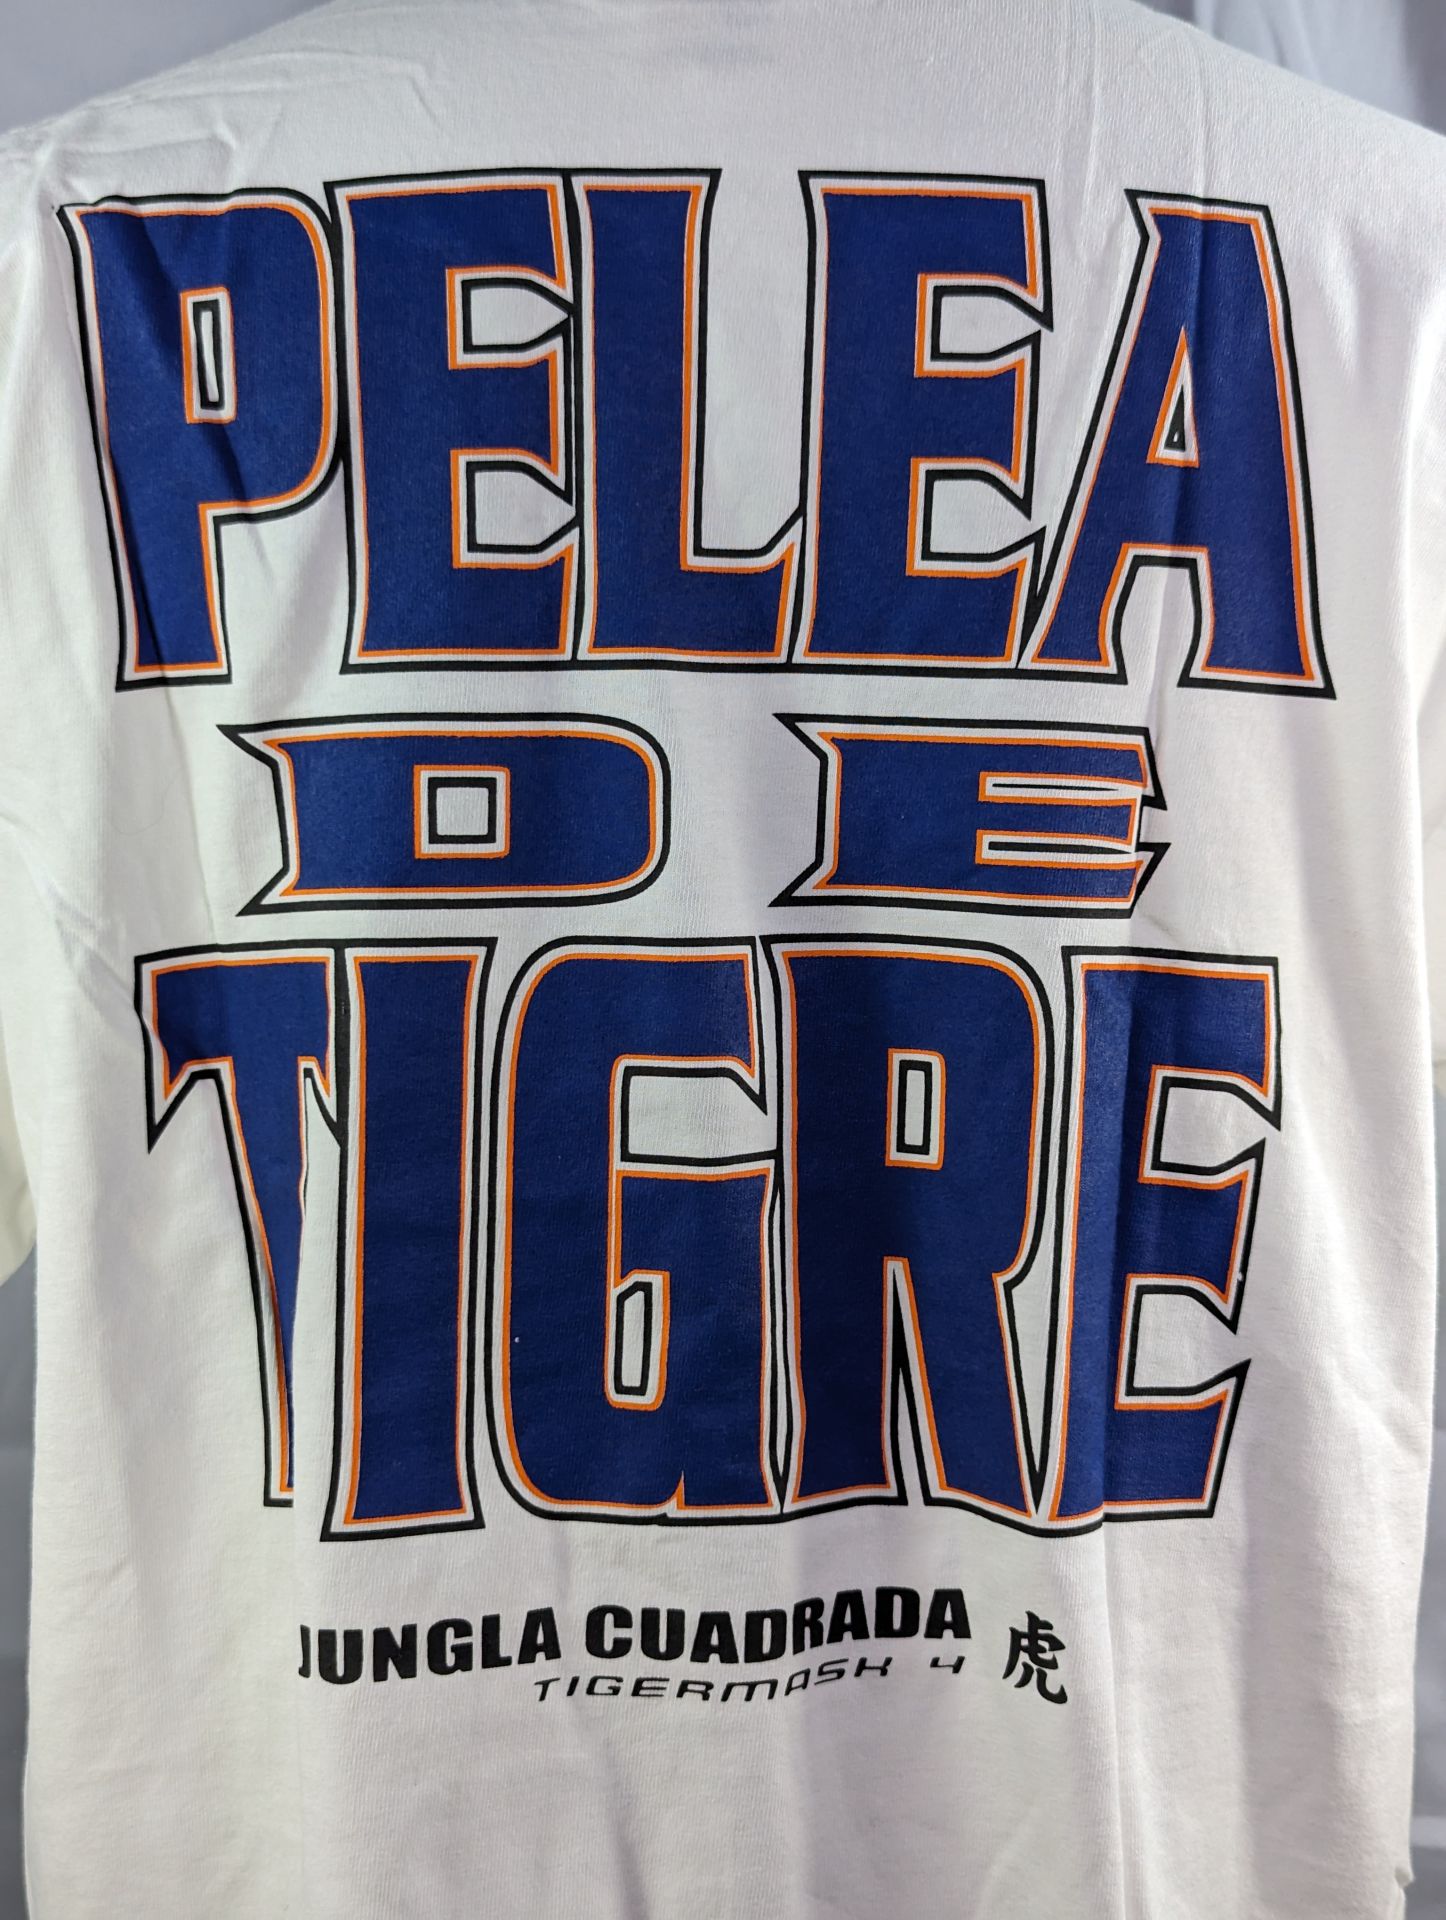 PELEA
DE
TIGRE
JUNGLA CUADRADA
TIGERMASK 4 虎